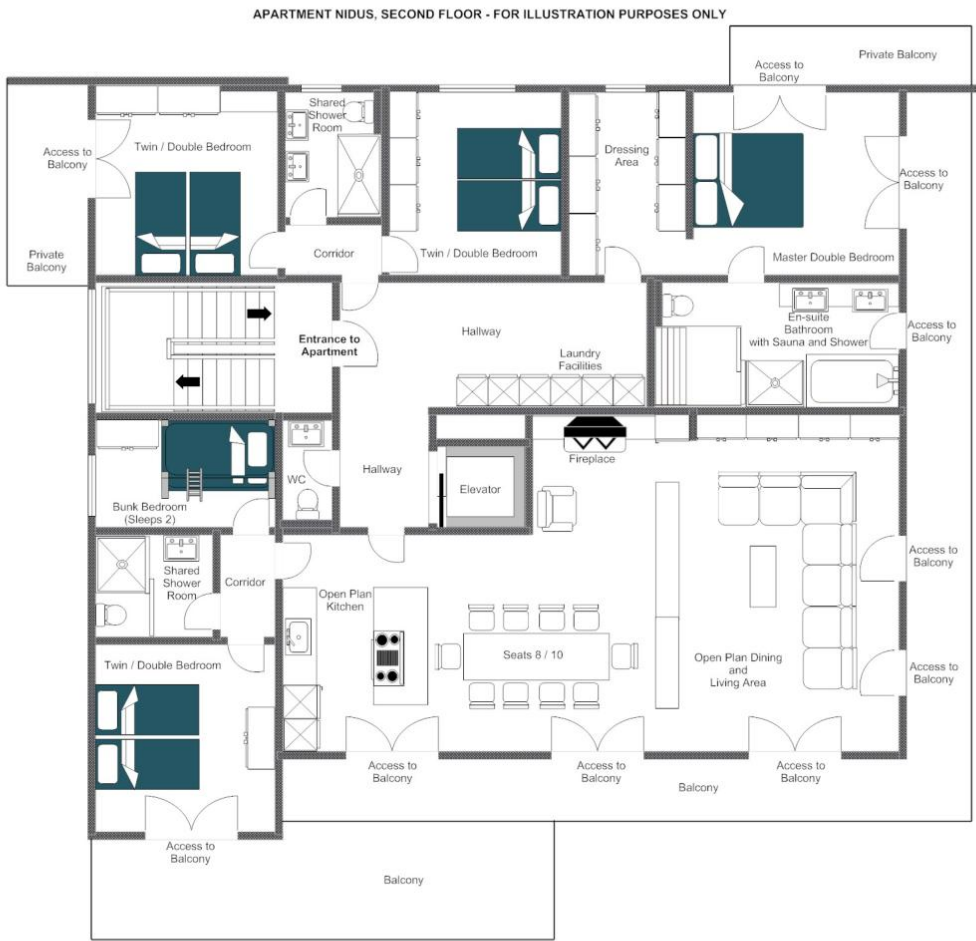 APARTMENT NIDUS, SECOND FLOOR - FOR ILLUSTRATION PURPOSES ONLY
Private Balcony
Access to
Balcony
Shared
Shower
Room
Twin / Double Bedroom
Access to
Balcony
Dressing
Area
Access to
Balcony
Private
Balcony
Corridor
Twin / Double Bedroom
Master Double Bedroom
Entrance to
Apartment
Hallway
En-suite
Bathroom
with Sauna and Shower
Access to
Balcony
Laundry
Facilities
Fireplace
Hallway
WC
Elevator
Bunk Bedroom
(Sleeps 2)
Access to
Balcony
Shared
Shower
Room
Corridor
Open Plan
Kitchen
Seats 8 / 10
Twin / Double Bedroom
Open Plan Dining
and
Living Area
Access to
Balcony
Access to
Balcony
Access to
Balcony
Access to
Balcony
Balcony
Access to
Balcony
Balcony